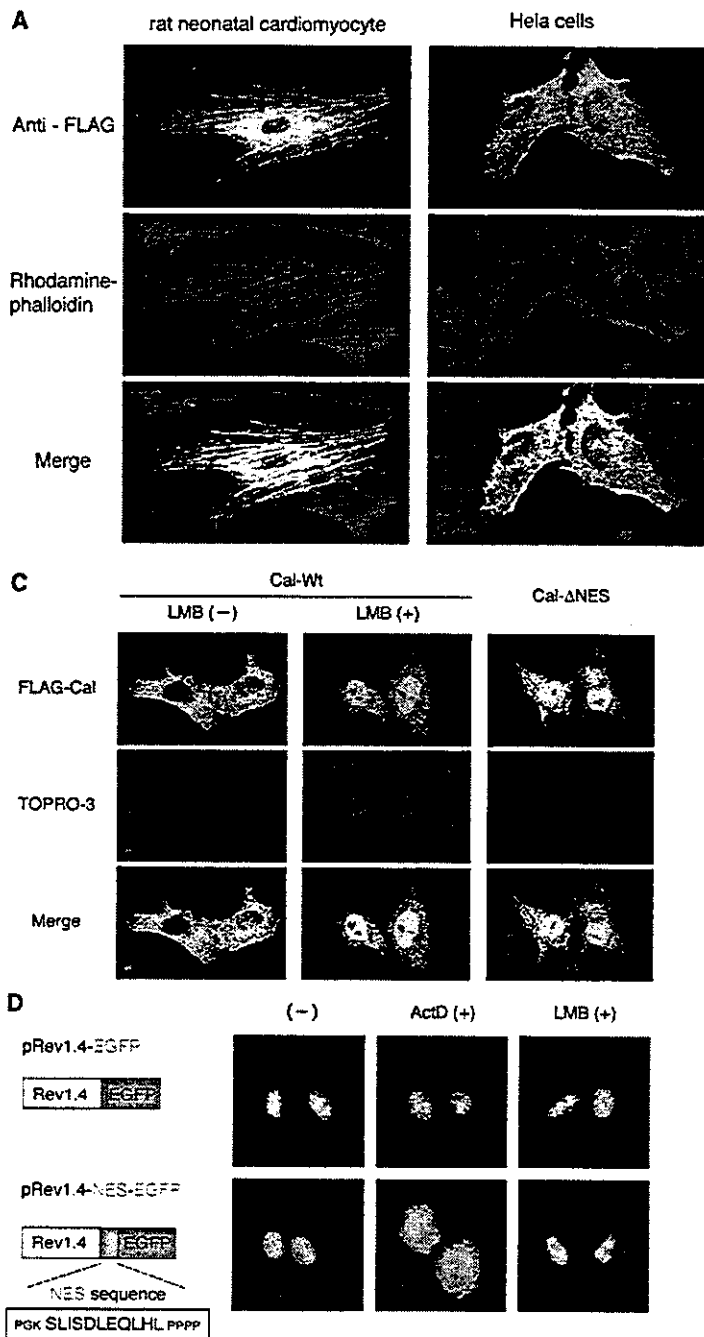 A
rat neonatal cardiomyocyte
Hela cells
Anti - FLAG
Rhodamine-
phalloidin
Merge
C
Cal-Wt
Cal-ΔNES
LMB (−)
LMB (+)
FLAG-Cal
TOPRO-3
Merge
D
(−)
ActD (+)
LMB (+)
pRev1.4-EGFP
Rev1.4 EGFP
pRev1.4-NES-EGFP
Rev1.4 EGFP
NES sequence
PGK SLISDLEQLHL PPPP